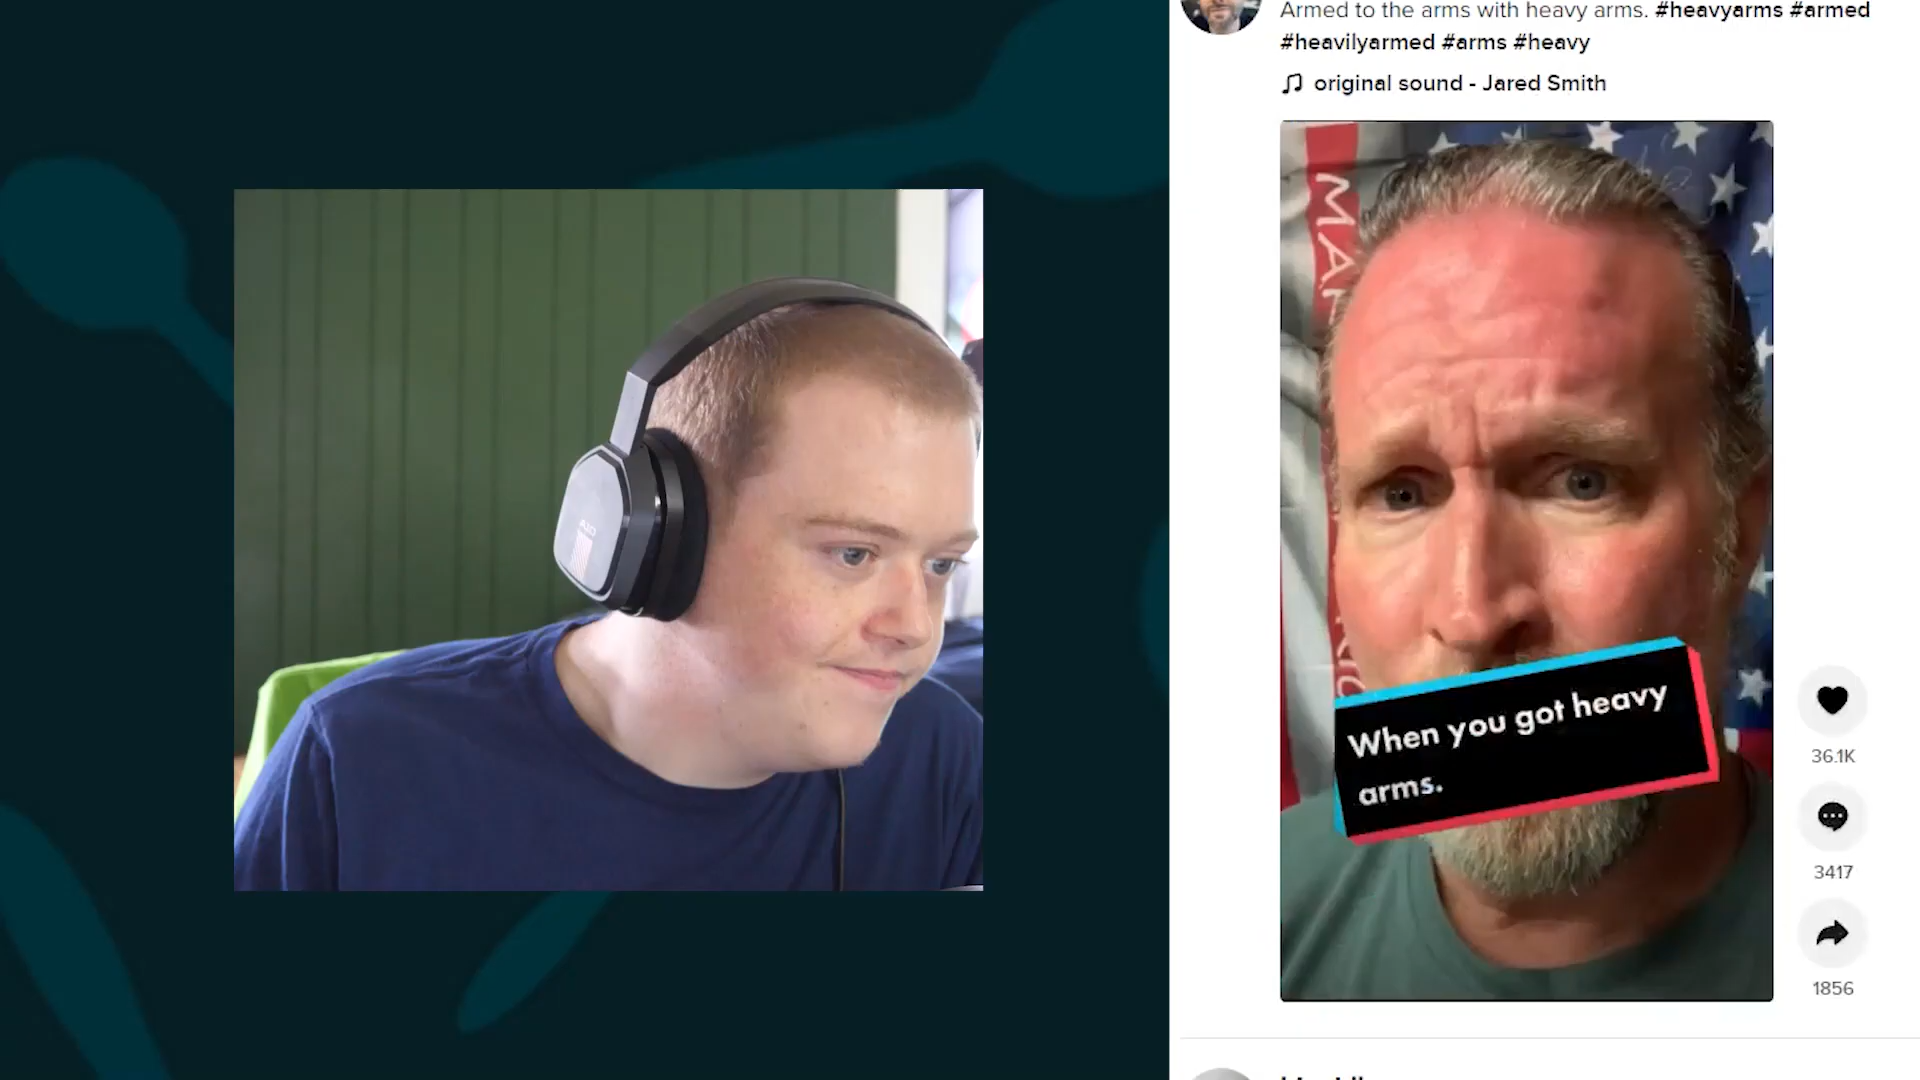 Armed to the arms with heavy arms. #heavyarms #armed
#heavilyarmed #arms #heavy
original sound - Jared Smith
When you got heavy
arms.
36.1K
3417
1856
A10